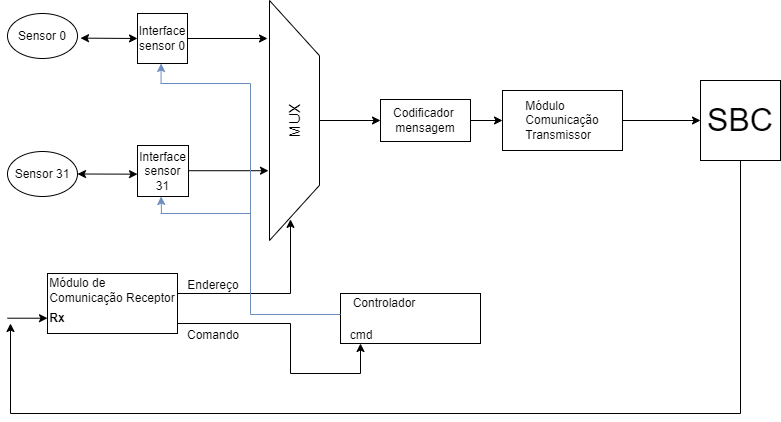 Sensor 0
Interface
sensor 0
MUX
Codificador
mensagem
Módulo
Comunicação
Transmissor
SBC
Sensor 31
Interface
sensor
31
Módulo de
Comunicação Receptor
Rx
Endereço
Comando
Controlador
cmd